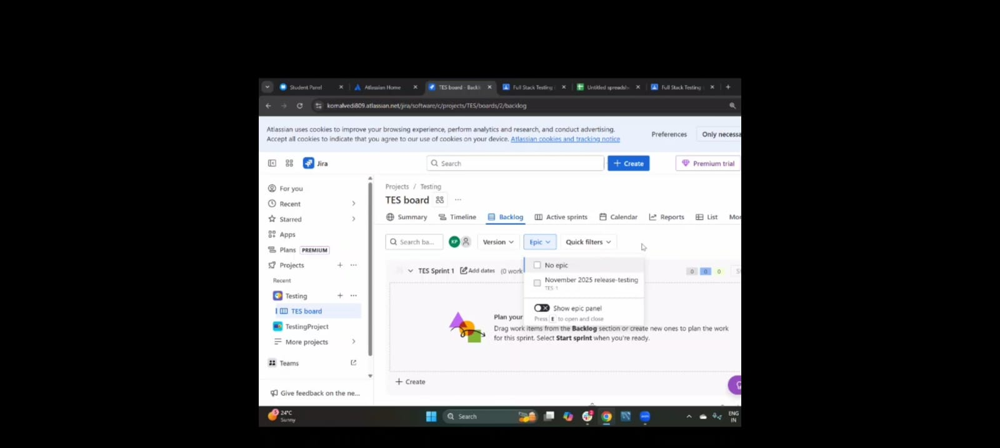 Student Panel
Atlassian Home
TES board - Backl
Full Stack Testing
Untitled spreadsh
Full Stack Testing
komalvedi809.atlassian.net/jira/software/c/projects/TES/boards/2/backlog
Atlassian uses cookies to improve your browsing experience, perform analytics and research, and conduct advertising.
Accept all cookies to indicate that you agree to our use of cookies on your device. Atlassian cookies and tracking notice
Preferences
Only necessa
Jira
Search
+ Create
Premium trial
For you
Recent
Starred
Apps
Plans PREMIUM
Projects
Recent
Testing
TES board
TestingProject
More projects
Teams
Give feedback on the ne...
Projects / Testing
TES board
Summary
Timeline
Backlog
Active sprints
Calendar
Reports
List
Mor
Search ba...
KP
Version
Epic
Quick filters
TES Sprint 1
Add dates
(0 work
0 0 0
No epic
November 2025 release-testing
TES-1
Show epic panel
Press E to open and close
Plan your
Drag work items from the Backlog section or create new ones to plan the work
for this sprint. Select Start sprint when you're ready.
+ Create
24°C
Sunny
Search
ENG
IN